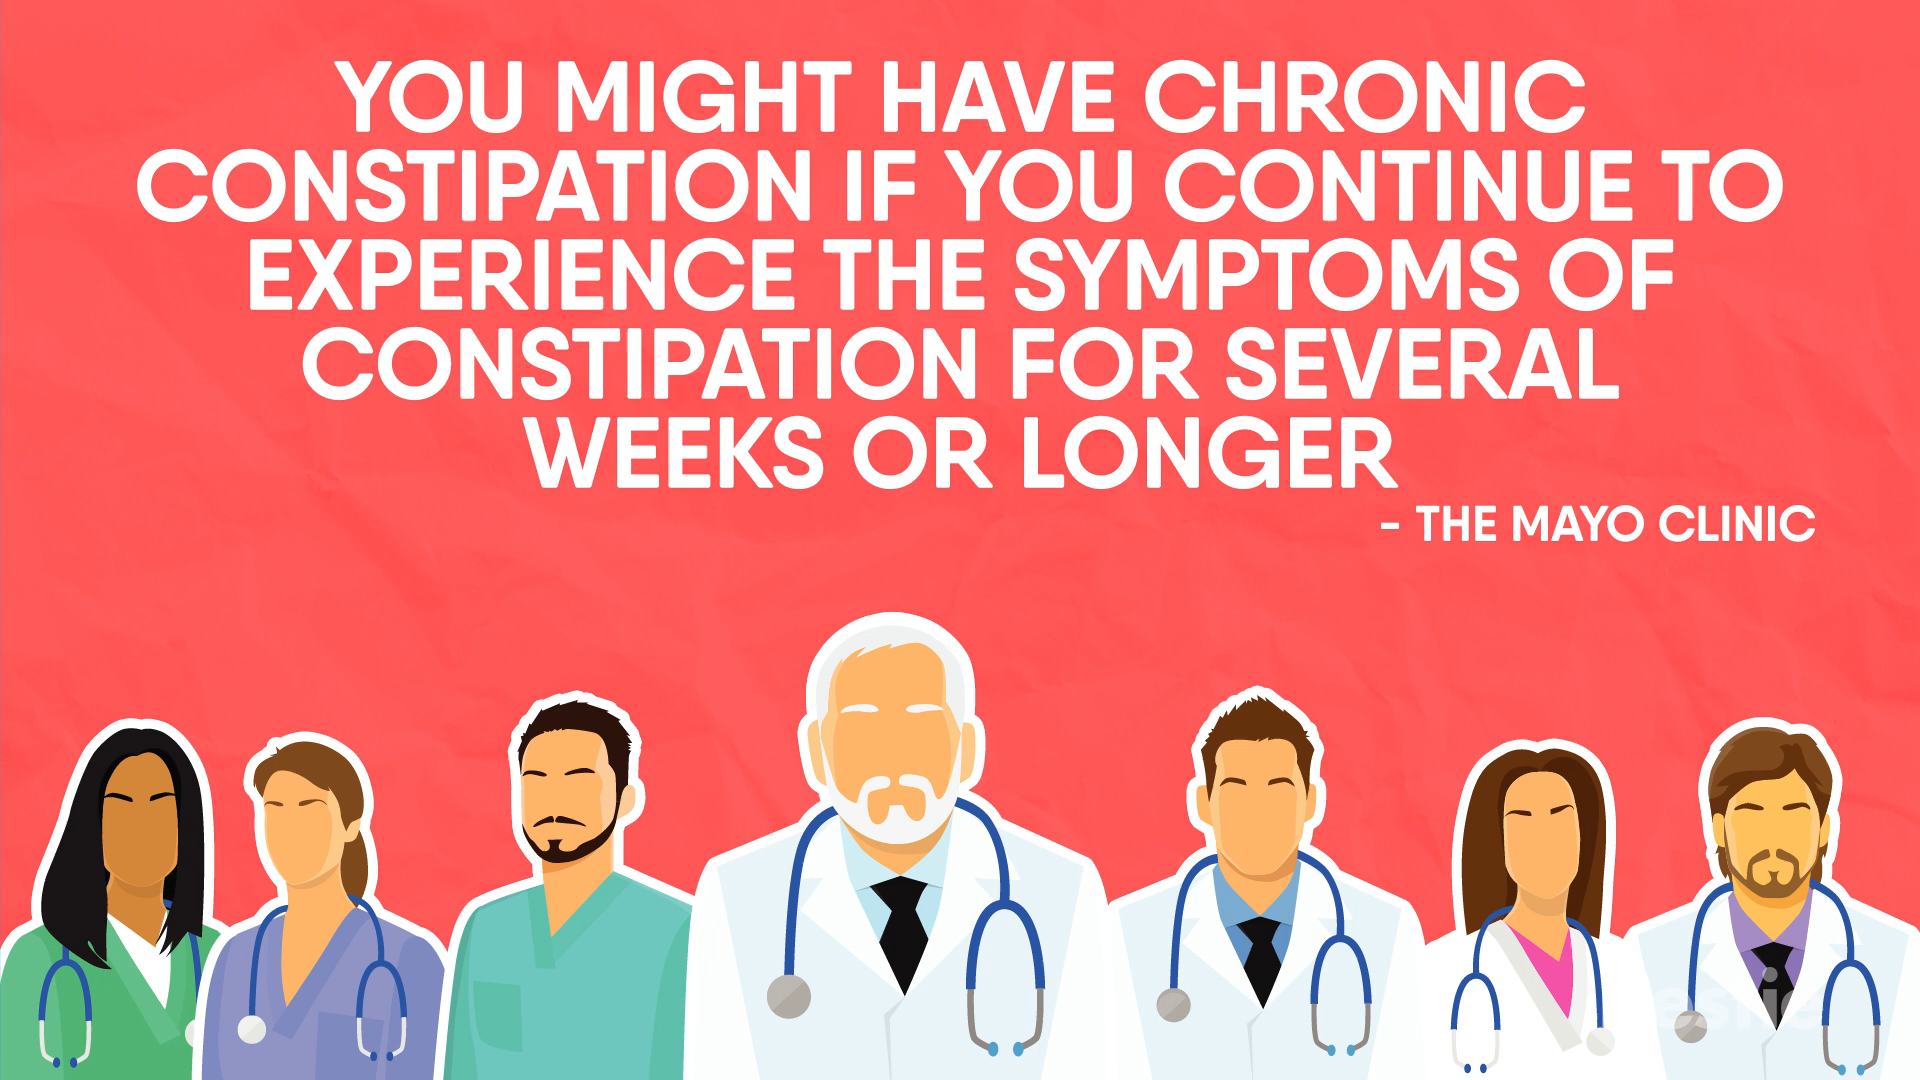 YOU MIGHT HAVE CHRONIC
CONSTIPATION IF YOU CONTINUE TO
EXPERIENCE THE SYMPTOMS OF
CONSTIPATION FOR SEVERAL
WEEKS OR LONGER
- THE MAYO CLINIC